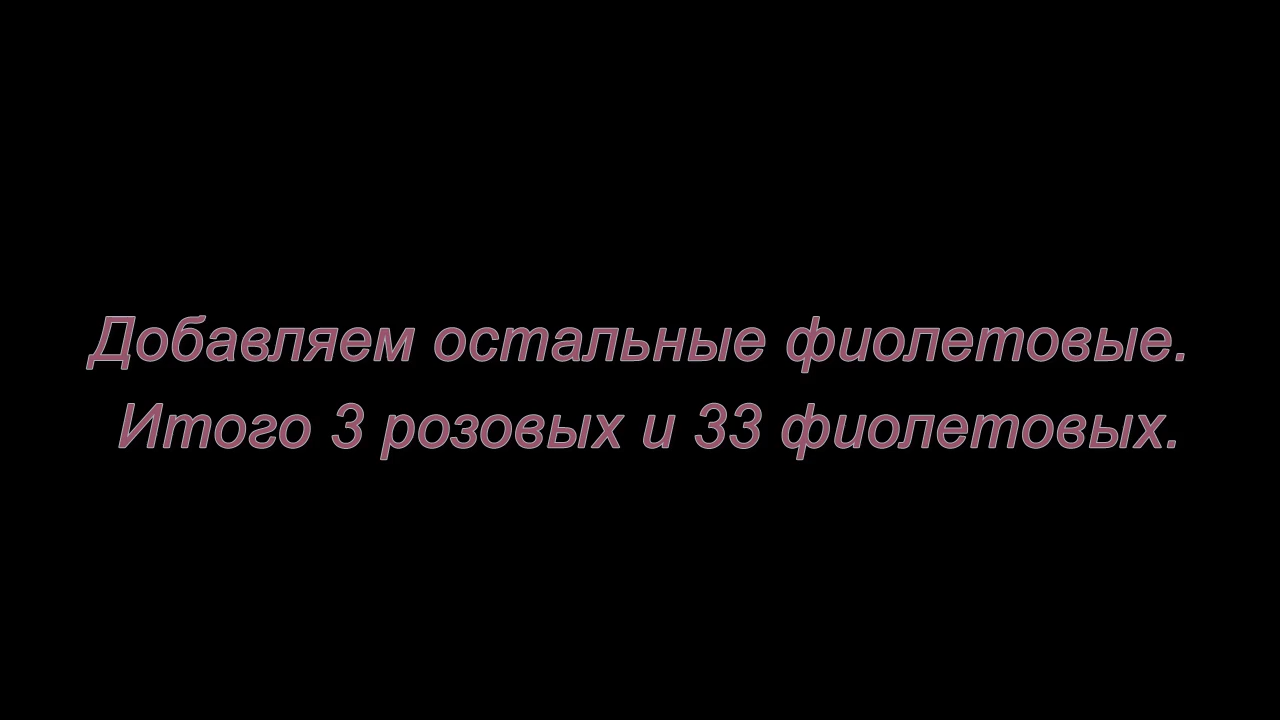 Добавляем остальные фиолетовые.
Итого 3 розовых и 33 фиолетовых.